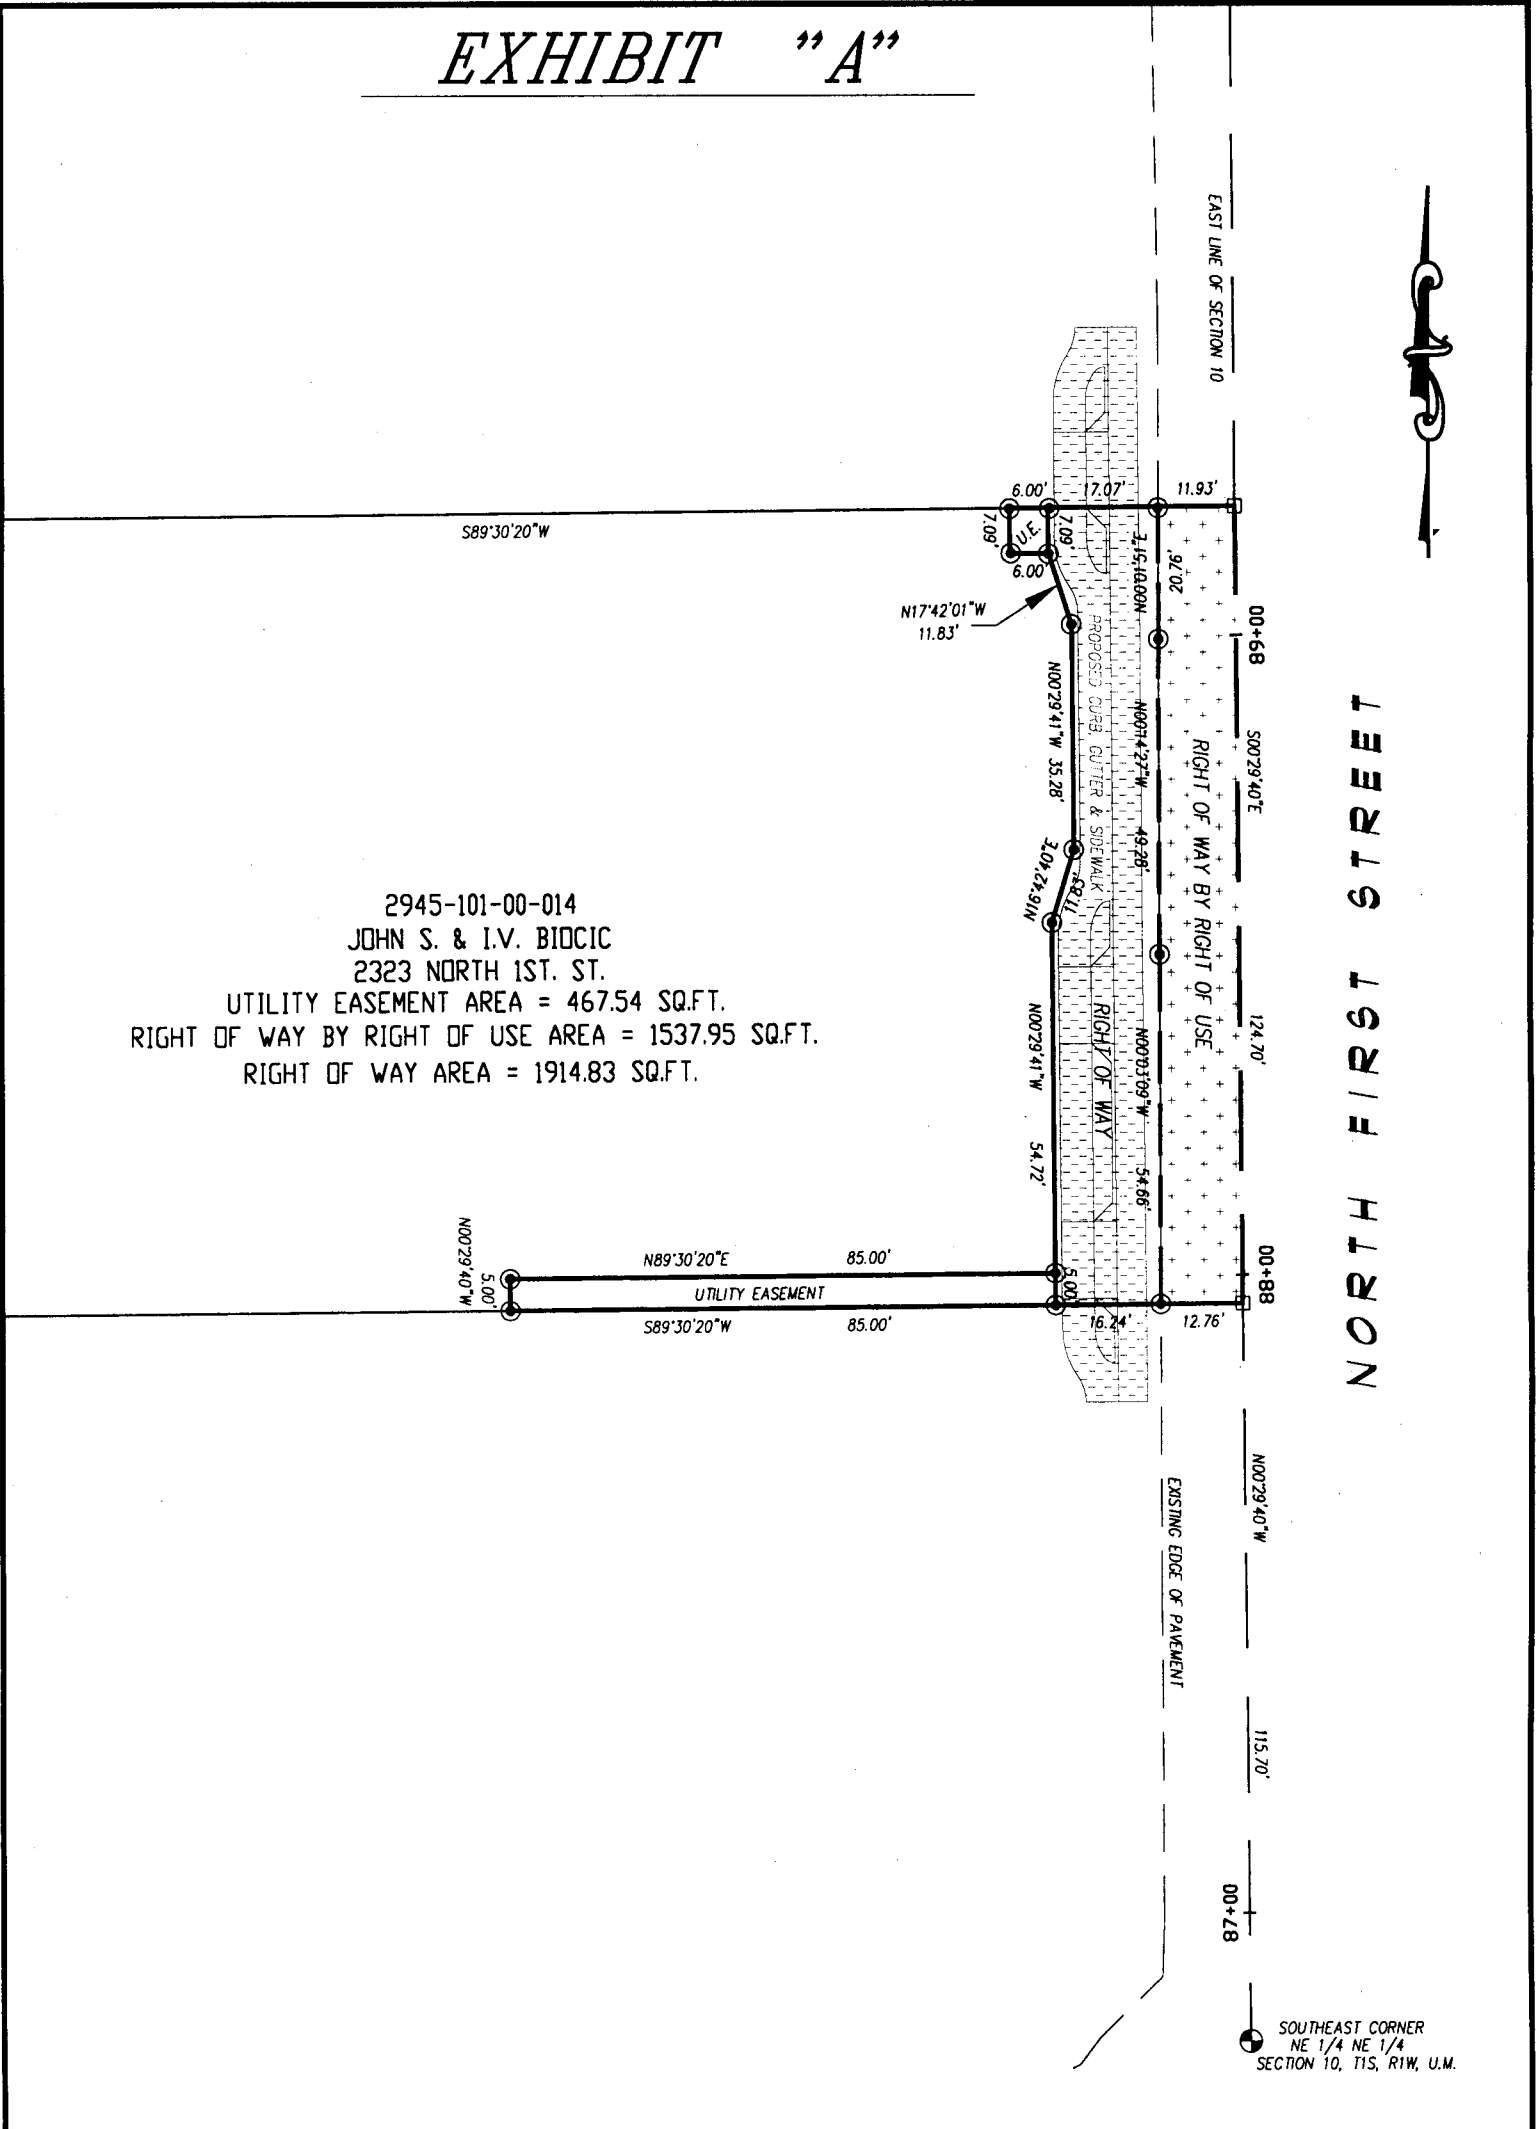 EXHIBIT "A"
EAST LINE OF SECTION 10
6.00'
17.07'
11.93'
S89°30'20"W
7.09'
U.E.
7.09'
6.00'
20.76'
N17°42'01"W
11.83'
89+00
N00°29'41"W 35.28'
PROPOSED CURB, GUTTER & SIDEWALK
N00°14'27"W 49.28'
RIGHT OF WAY BY RIGHT OF USE
S00°29'40"E 124.70'
NORTH FIRST STREET
N16°42'40"E
11.83'
2945-101-00-014
JOHN S. & I.V. BIOCIC
2323 NORTH 1ST. ST.
UTILITY EASEMENT AREA = 467.54 SQ.FT.
RIGHT OF WAY BY RIGHT OF USE AREA = 1537.95 SQ.FT.
RIGHT OF WAY AREA = 1914.83 SQ.FT.
N00°29'41"W 54.72'
RIGHT OF WAY
N00°03'09"W 54.66'
88+00
N00°29'40"W
5.00'
N89°30'20"E 85.00'
UTILITY EASEMENT
S89°30'20"W 85.00'
5.00'
16.24'
12.76'
N00°29'40"W 115.70'
EXISTING EDGE OF PAVEMENT
87+00
SOUTHEAST CORNER
NE 1/4 NE 1/4
SECTION 10, T1S, R1W, U.M.